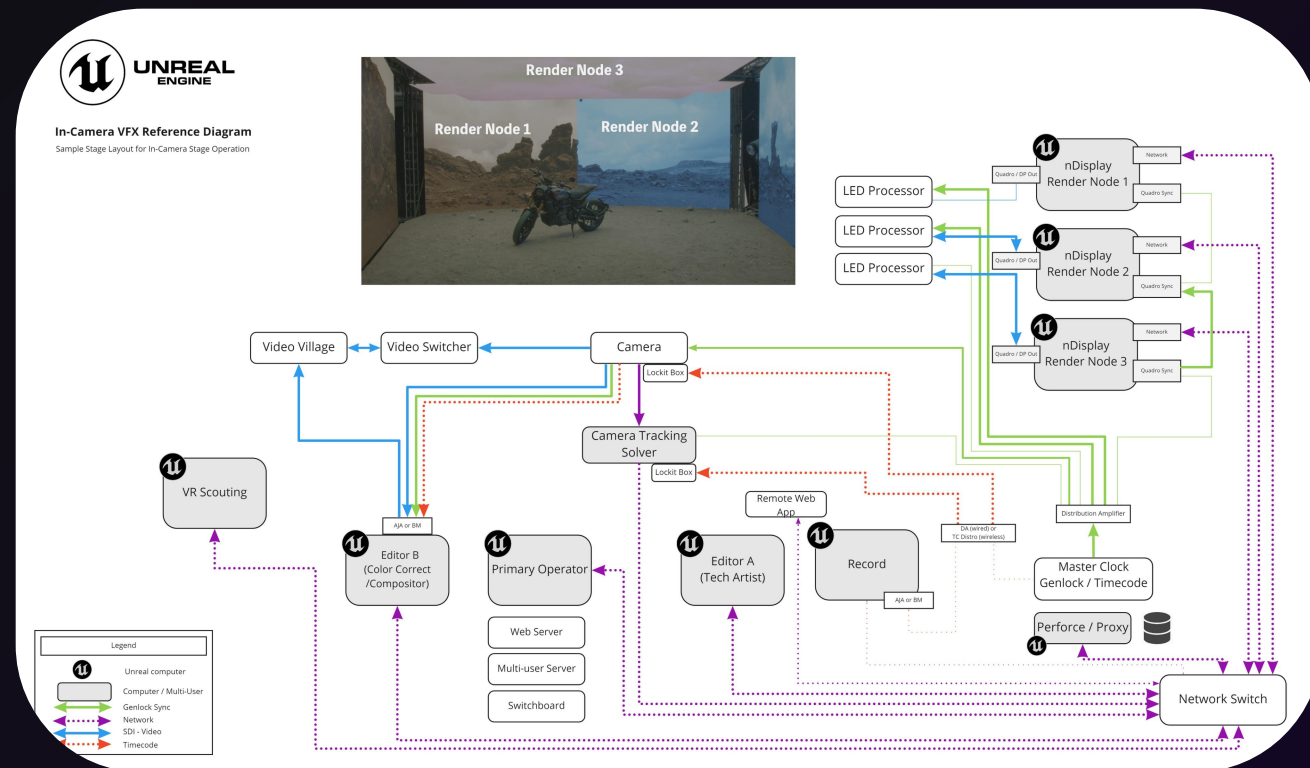 UNREAL
ENGINE
In-Camera VFX Reference Diagram
Sample Stage Layout for In-Camera Stage Operation
Render Node 3
Render Node 1
Render Node 2
LED Processor
LED Processor
LED Processor
nDisplay
Render Node 1
Network
Quadro / DP Out
Quadro Sync
nDisplay
Render Node 2
Network
Quadro / DP Out
Quadro Sync
nDisplay
Render Node 3
Network
Quadro / DP Out
Quadro Sync
Video Village
Video Switcher
Camera
Lockit Box
Camera Tracking
Solver
Lockit Box
VR Scouting
AJA or BM
Editor B
(Color Correct
/Compositor)
Primary Operator
Web Server
Multi-user Server
Switchboard
Editor A
(Tech Artist)
Remote Web
App
Record
AJA or BM
DA (wired) or
TC Distro (wireless)
Distribution Amplifier
Master Clock
Genlock / Timecode
Perforce / Proxy
Network Switch
Legend
Unreal computer
Computer / Multi-User
Genlock Sync
Network
SDI - Video
Timecode